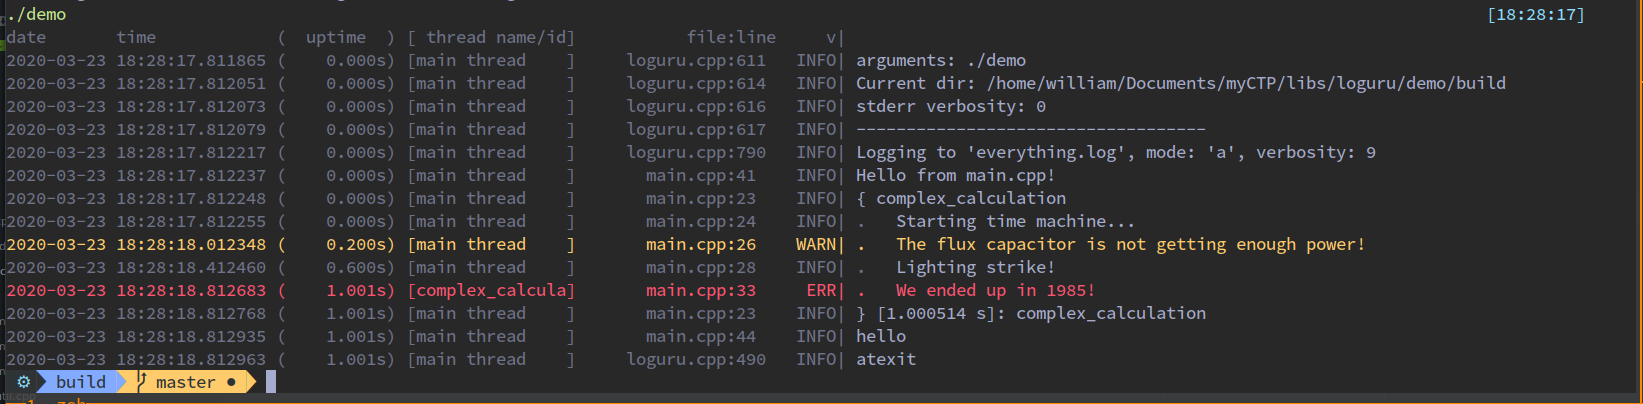 ./demo [18:28:17]
date       time            (  uptime  ) [ thread name/id]           file:line     v|
2020-03-23 18:28:17.811865 (    0.000s) [main thread    ]     loguru.cpp:611   INFO| arguments: ./demo
2020-03-23 18:28:17.812051 (    0.000s) [main thread    ]     loguru.cpp:614   INFO| Current dir: /home/william/Documents/myCTP/libs/loguru/demo/build
2020-03-23 18:28:17.812073 (    0.000s) [main thread    ]     loguru.cpp:616   INFO| stderr verbosity: 0
2020-03-23 18:28:17.812079 (    0.000s) [main thread    ]     loguru.cpp:617   INFO| -----------------------------------
2020-03-23 18:28:17.812217 (    0.000s) [main thread    ]     loguru.cpp:790   INFO| Logging to 'everything.log', mode: 'a', verbosity: 9
2020-03-23 18:28:17.812237 (    0.000s) [main thread    ]       main.cpp:41    INFO| Hello from main.cpp!
2020-03-23 18:28:17.812248 (    0.000s) [main thread    ]       main.cpp:23    INFO| { complex_calculation
2020-03-23 18:28:17.812255 (    0.000s) [main thread    ]       main.cpp:24    INFO| .   Starting time machine...
2020-03-23 18:28:18.012348 (    0.200s) [main thread    ]       main.cpp:26    WARN| .   The flux capacitor is not getting enough power!
2020-03-23 18:28:18.412460 (    0.600s) [main thread    ]       main.cpp:28    INFO| .   Lighting strike!
2020-03-23 18:28:18.812683 (    1.001s) [complex_calcula]       main.cpp:33     ERR| .   We ended up in 1985!
2020-03-23 18:28:18.812768 (    1.001s) [main thread    ]       main.cpp:23    INFO| } [1.000514 s]: complex_calculation
2020-03-23 18:28:18.812935 (    1.001s) [main thread    ]       main.cpp:44    INFO| hello
2020-03-23 18:28:18.812963 (    1.001s) [main thread    ]     loguru.cpp:490   INFO| atexit
build master ●